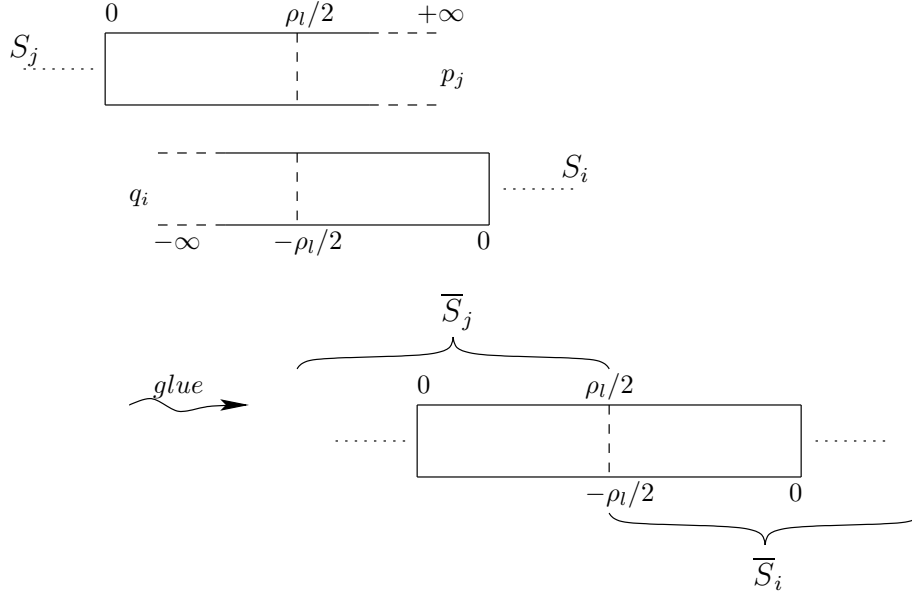 0 ρ_l/2 +∞
S_j
p_j
q_i
S_i
−∞ −ρ_l/2 0
S̅_j
glue
0 ρ_l/2
−ρ_l/2 0
S̅_i